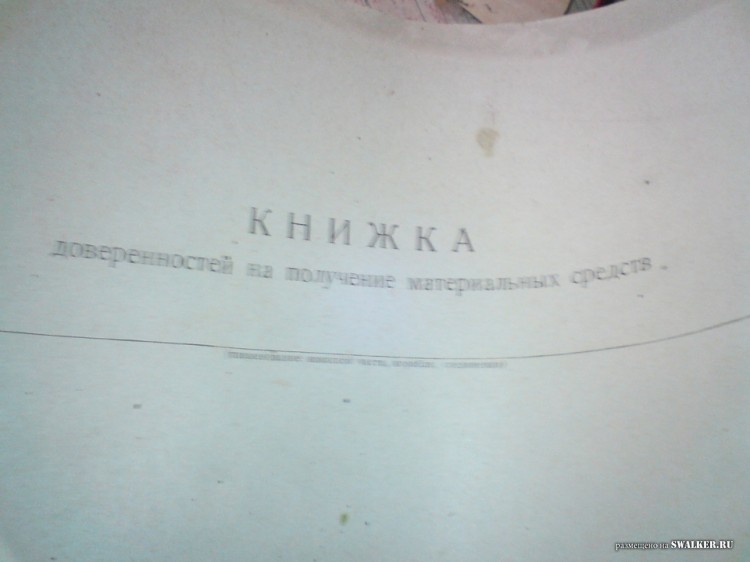 КНИЖКА
доверенностей на получение материальных средств
размещено на SWALKER.RU